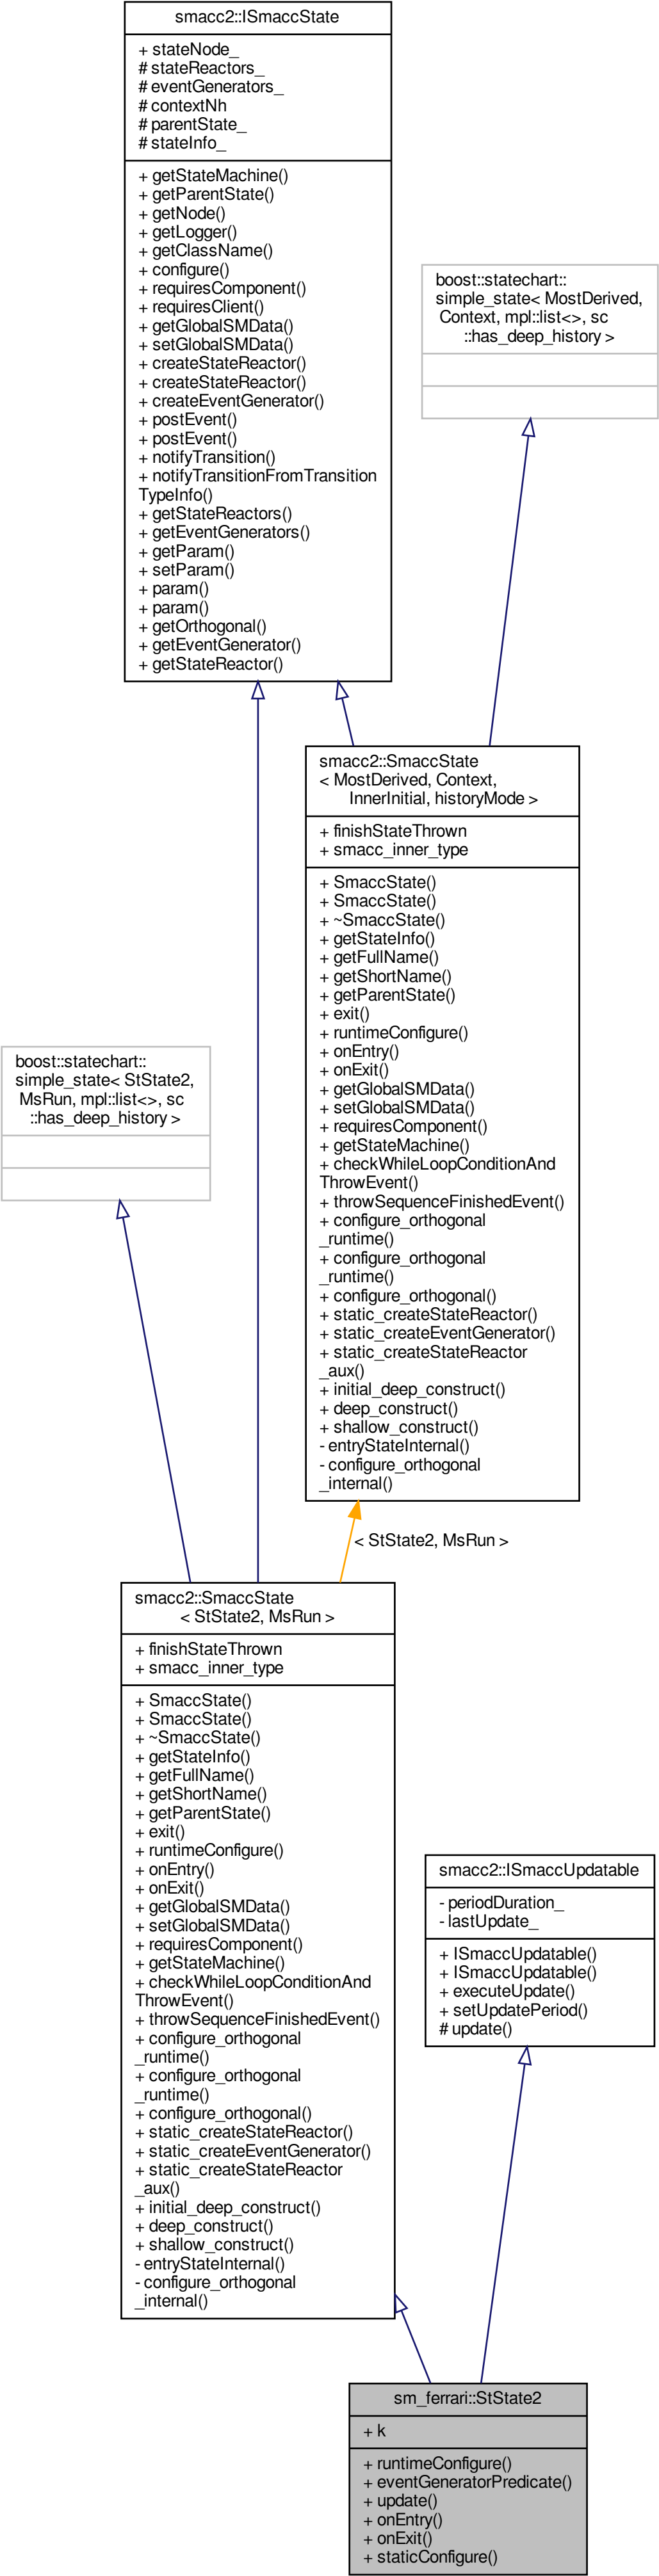 smacc2::ISmaccState
+ stateNode_
# stateReactors_
# eventGenerators_
# contextNh
# parentState_
# stateInfo_
+ getStateMachine()
+ getParentState()
+ getNode()
+ getLogger()
+ getClassName()
+ configure()
+ requiresComponent()
+ requiresClient()
+ getGlobalSMData()
+ setGlobalSMData()
+ createStateReactor()
+ createStateReactor()
+ createEventGenerator()
+ postEvent()
+ postEvent()
+ notifyTransition()
+ notifyTransitionFromTransition
TypeInfo()
+ getStateReactors()
+ getEventGenerators()
+ getParam()
+ setParam()
+ param()
+ param()
+ getOrthogonal()
+ getEventGenerator()
+ getStateReactor()
boost::statechart::
simple_state< MostDerived,
Context, mpl::list<>, sc
::has_deep_history >
smacc2::SmaccState
< MostDerived, Context,
InnerInitial, historyMode >
+ finishStateThrown
+ smacc_inner_type
+ SmaccState()
+ SmaccState()
+ ~SmaccState()
+ getStateInfo()
+ getFullName()
+ getShortName()
+ getParentState()
+ exit()
+ runtimeConfigure()
+ onEntry()
+ onExit()
+ getGlobalSMData()
+ setGlobalSMData()
+ requiresComponent()
+ getStateMachine()
+ checkWhileLoopConditionAnd
ThrowEvent()
+ throwSequenceFinishedEvent()
+ configure_orthogonal
_runtime()
+ configure_orthogonal
_runtime()
+ configure_orthogonal()
+ static_createStateReactor()
+ static_createEventGenerator()
+ static_createStateReactor
_aux()
+ initial_deep_construct()
+ deep_construct()
+ shallow_construct()
- entryStateInternal()
- configure_orthogonal
_internal()
boost::statechart::
simple_state< StState2,
MsRun, mpl::list<>, sc
::has_deep_history >
< StState2, MsRun >
smacc2::SmaccState
< StState2, MsRun >
+ finishStateThrown
+ smacc_inner_type
+ SmaccState()
+ SmaccState()
+ ~SmaccState()
+ getStateInfo()
+ getFullName()
+ getShortName()
+ getParentState()
+ exit()
+ runtimeConfigure()
+ onEntry()
+ onExit()
+ getGlobalSMData()
+ setGlobalSMData()
+ requiresComponent()
+ getStateMachine()
+ checkWhileLoopConditionAnd
ThrowEvent()
+ throwSequenceFinishedEvent()
+ configure_orthogonal
_runtime()
+ configure_orthogonal
_runtime()
+ configure_orthogonal()
+ static_createStateReactor()
+ static_createEventGenerator()
+ static_createStateReactor
_aux()
+ initial_deep_construct()
+ deep_construct()
+ shallow_construct()
- entryStateInternal()
- configure_orthogonal
_internal()
smacc2::ISmaccUpdatable
- periodDuration_
- lastUpdate_
+ ISmaccUpdatable()
+ ISmaccUpdatable()
+ executeUpdate()
+ setUpdatePeriod()
# update()
sm_ferrari::StState2
+ k
+ runtimeConfigure()
+ eventGeneratorPredicate()
+ update()
+ onEntry()
+ onExit()
+ staticConfigure()